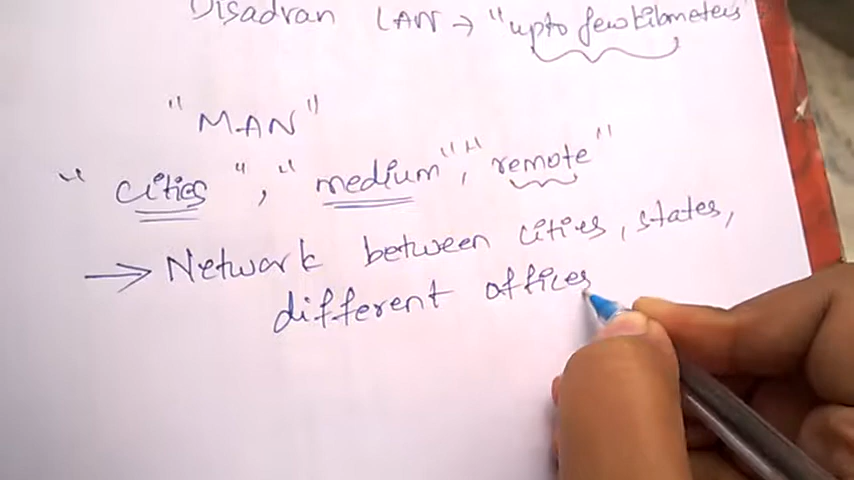 Disadvan LAN → "upto few kilometers"
"MAN"
" cities ", " medium ", " remote "
→ Network between cities, states,
different offices